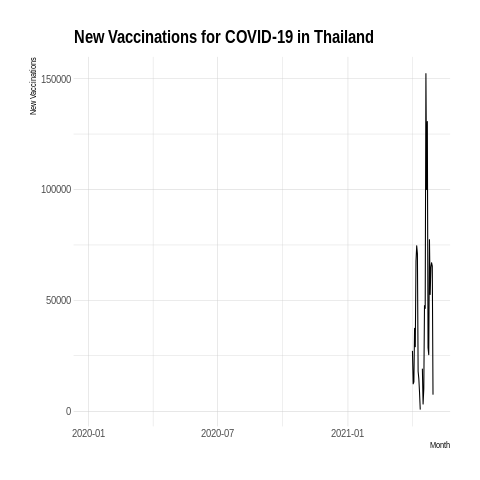 New Vaccinations for COVID-19 in Thailand
New Vaccinations
150000
100000
50000
0
2020-01
2020-07
2021-01
Month